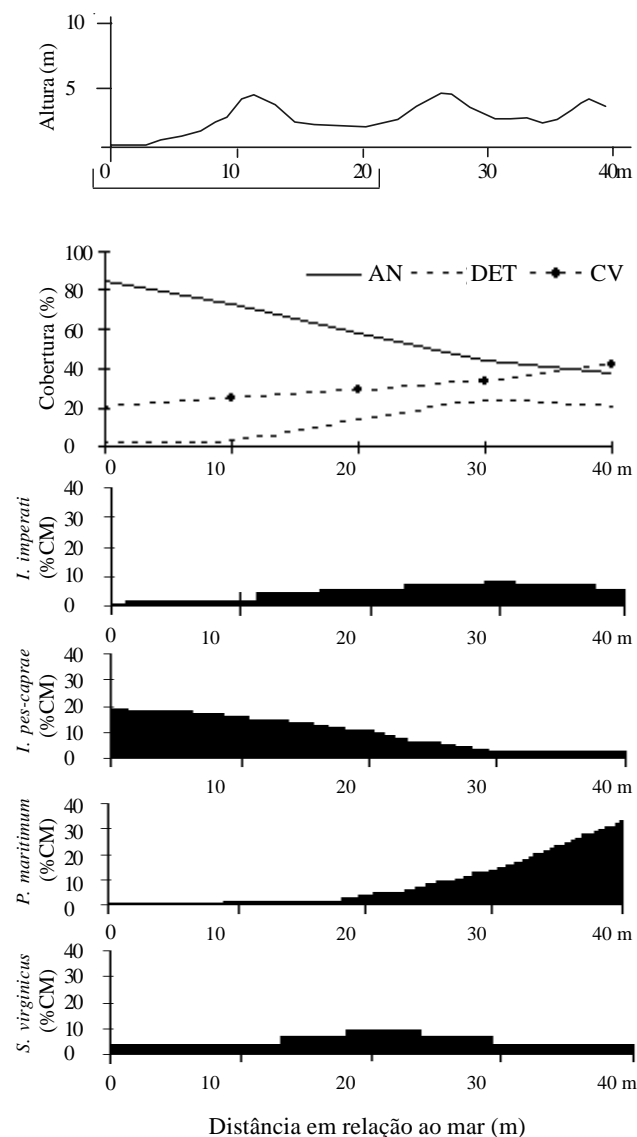 10
5
Altura (m)
0 10 20 30 40m
100
80
60
40
20
0
Cobertura (%)
AN DET CV
0 10 20 30 40 m
40
30
20
10
0
I. imperati
(%CM)
0 10 20 30 40 m
40
30
20
10
0
I. pes-caprae
(%CM)
0 10 20 30 40 m
40
30
20
10
0
P. maritimum
(%CM)
0 10 20 30 40 m
40
30
20
10
0
S. virginicus
(%CM)
0 10 20 30 40 m
Distância em relação ao mar (m)